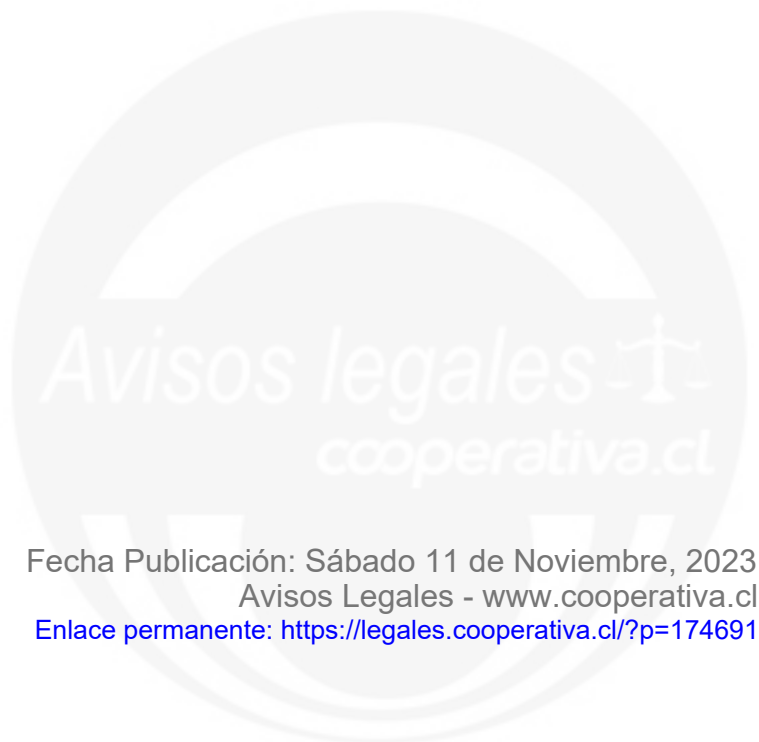 Avisos legales
cooperativa.cl
Fecha Publicación: Sábado 11 de Noviembre, 2023
Avisos Legales - www.cooperativa.cl
Enlace permanente: https://legales.cooperativa.cl/?p=174691